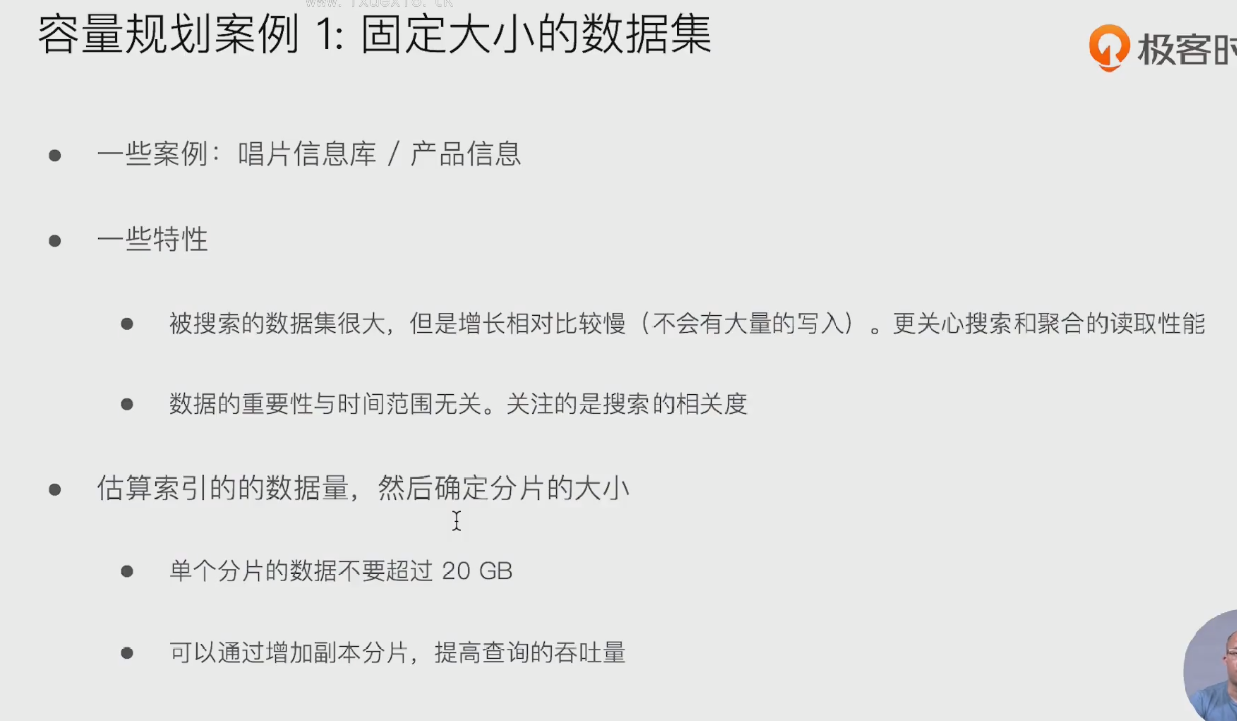 容量规划案例 1: 固定大小的数据集
极客时
一些案例：唱片信息库 / 产品信息
一些特性
被搜索的数据集很大，但是增长相对比较慢（不会有大量的写入）。更关心搜索和聚合的读取性能
数据的重要性与时间范围无关。关注的是搜索的相关度
估算索引的的数据量，然后确定分片的大小
单个分片的数据不要超过 20 GB
可以通过增加副本分片，提高查询的吞吐量